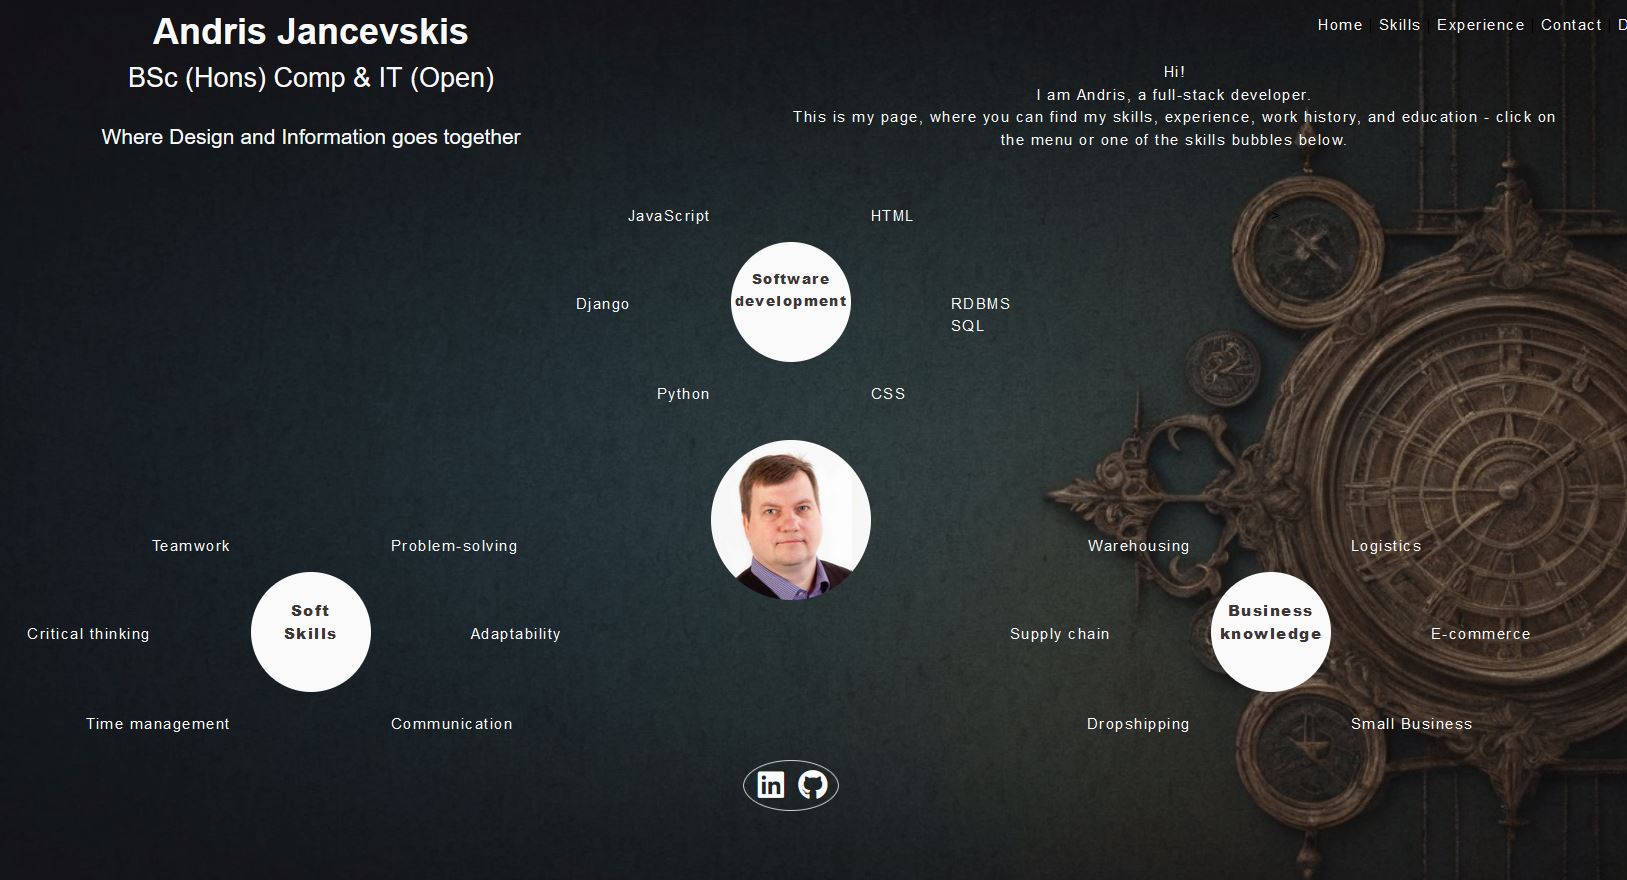 Andris Jancevskis
BSc (Hons) Comp & IT (Open)
Where Design and Information goes together
Home | Skills | Experience | Contact |
Hi!
I am Andris, a full-stack developer.
This is my page, where you can find my skills, experience, work history, and education - click on
the menu or one of the skills bubbles below.
JavaScript
HTML
>
Software
development
Django
RDBMS
SQL
Python
CSS
Teamwork
Problem-solving
Soft
Skills
Critical thinking
Adaptability
Time management
Communication
Warehousing
Logistics
Business
knowledge
Supply chain
E-commerce
Dropshipping
Small Business
in